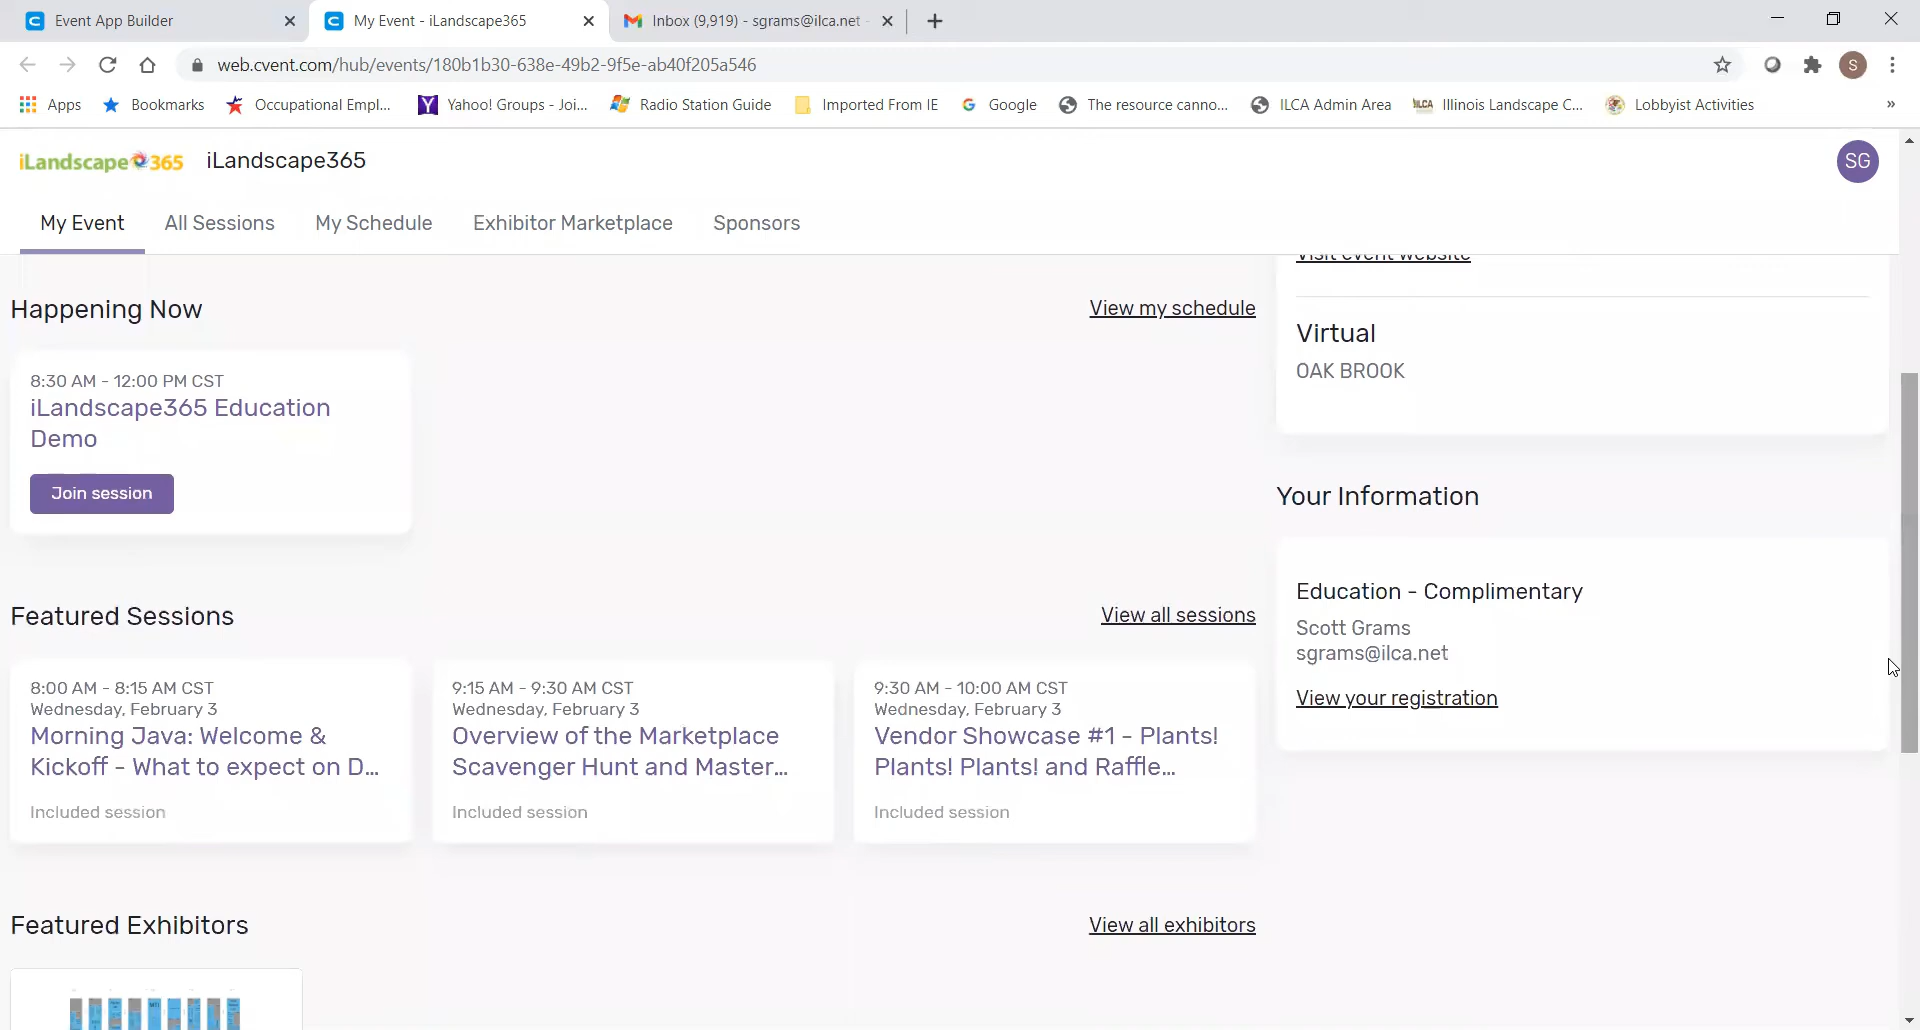 Event App Builder
My Event - iLandscape365
Inbox (9,919) - sgrams@ilca.net -
web.cvent.com/hub/events/180b1b30-638e-49b2-9f5e-ab40f205a546
S
Apps
Bookmarks
Occupational Empl...
Yahoo! Groups - Joi...
Radio Station Guide
Imported From IE
Google
The resource canno...
ILCA Admin Area
Illinois Landscape C...
Lobbyist Activities
»
iLandscape 365
iLandscape365
SG
My Event
All Sessions
My Schedule
Exhibitor Marketplace
Sponsors
Happening Now
View my schedule
8:30 AM - 12:00 PM CST
iLandscape365 Education
Demo
Join session
Featured Sessions
View all sessions
8:00 AM - 8:15 AM CST
Wednesday, February 3
Morning Java: Welcome &
Kickoff - What to expect on D...
Included session
9:15 AM - 9:30 AM CST
Wednesday, February 3
Overview of the Marketplace
Scavenger Hunt and Master...
Included session
9:30 AM - 10:00 AM CST
Wednesday, February 3
Vendor Showcase #1 - Plants!
Plants! Plants! and Raffle...
Included session
Featured Exhibitors
View all exhibitors
Visit event website
Virtual
OAK BROOK
Your Information
Education - Complimentary
Scott Grams
sgrams@ilca.net
View your registration